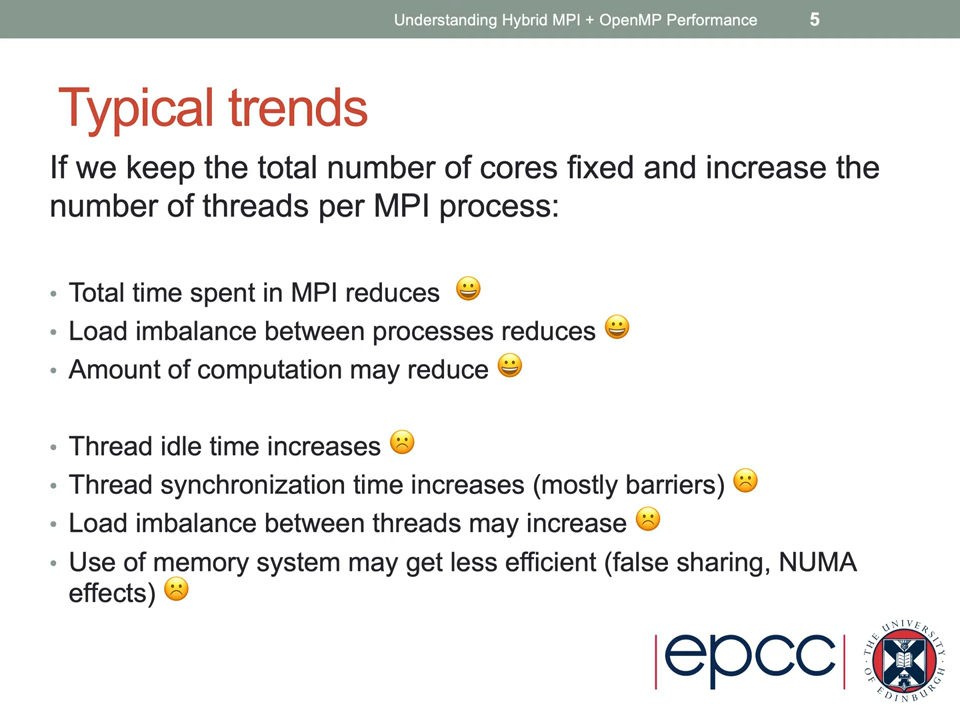 Understanding Hybrid MPI + OpenMP Performance 5
Typical trends
If we keep the total number of cores fixed and increase the
number of threads per MPI process:
• Total time spent in MPI reduces 😀
• Load imbalance between processes reduces 😀
• Amount of computation may reduce 😀
• Thread idle time increases ☹️
• Thread synchronization time increases (mostly barriers) ☹️
• Load imbalance between threads may increase ☹️
• Use of memory system may get less efficient (false sharing, NUMA
effects) ☹️
epcc
THE UNIVERSITY
OF EDINBURGH